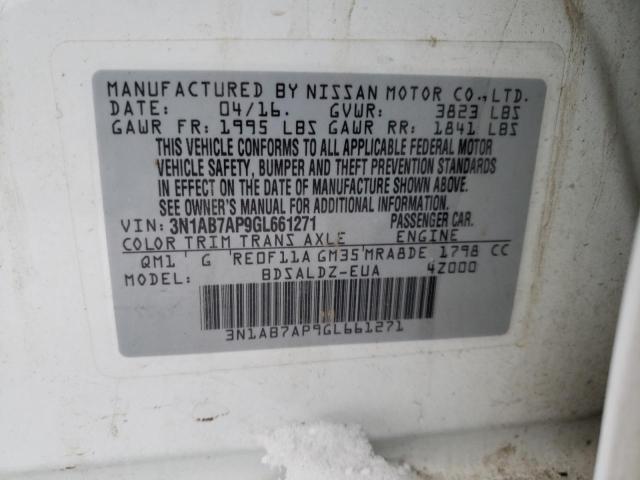 MANUFACTURED BY NISSAN MOTOR CO., LTD.
DATE: 04/16. GVWR: 3823 LBS
GAWR FR: 1995 LBS GAWR RR: 1841 LBS
THIS VEHICLE CONFORMS TO ALL APPLICABLE FEDERAL MOTOR
VEHICLE SAFETY, BUMPER AND THEFT PREVENTION STANDARDS
IN EFFECT ON THE DATE OF MANUFACTURE SHOWN ABOVE.
SEE OWNER'S MANUAL FOR ADDITIONAL INFORMATION.
VIN: 3N1AB7AP9GL661271 PASSENGER CAR.
COLOR TRIM TRANS AXLE ENGINE
QM1 G RE0F11A GM35 MRA8DE 1798 CC
MODEL: BDSALDZ-EUA 4Z000
3N1AB7AP9GL661271